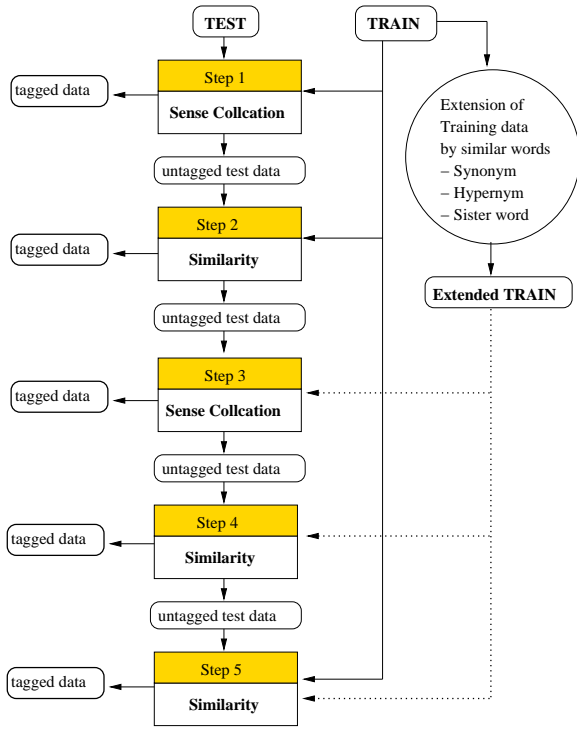 TEST
TRAIN
Step 1
Sense Collcation
tagged data
untagged test data
Step 2
Similarity
tagged data
untagged test data
Step 3
Sense Collcation
tagged data
untagged test data
Step 4
Similarity
tagged data
untagged test data
Step 5
Similarity
tagged data
Extension of
Training data
by similar words
– Synonym
– Hypernym
– Sister word
Extended TRAIN